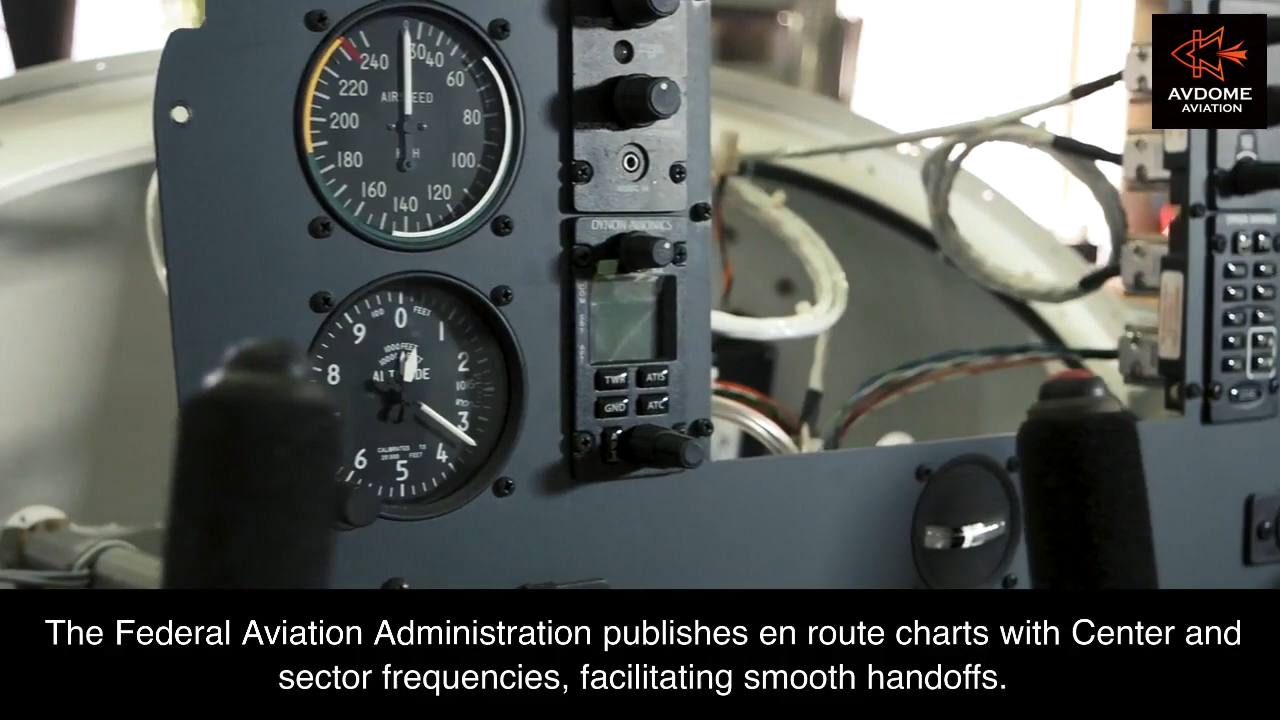 AVDOME
AVIATION
240
30
40
220
60
AIRSPEED
200
80
180
100
160
120
140
DYNON AVIONICS
TWR
ATIS
GND
ATC
100
0
FEET
9
1
1000 FEET
8
2
ALTITUDE
3
6
4
5
CALIBRATED TO
20 000 FEET
The Federal Aviation Administration publishes en route charts with Center and
sector frequencies, facilitating smooth handoffs.